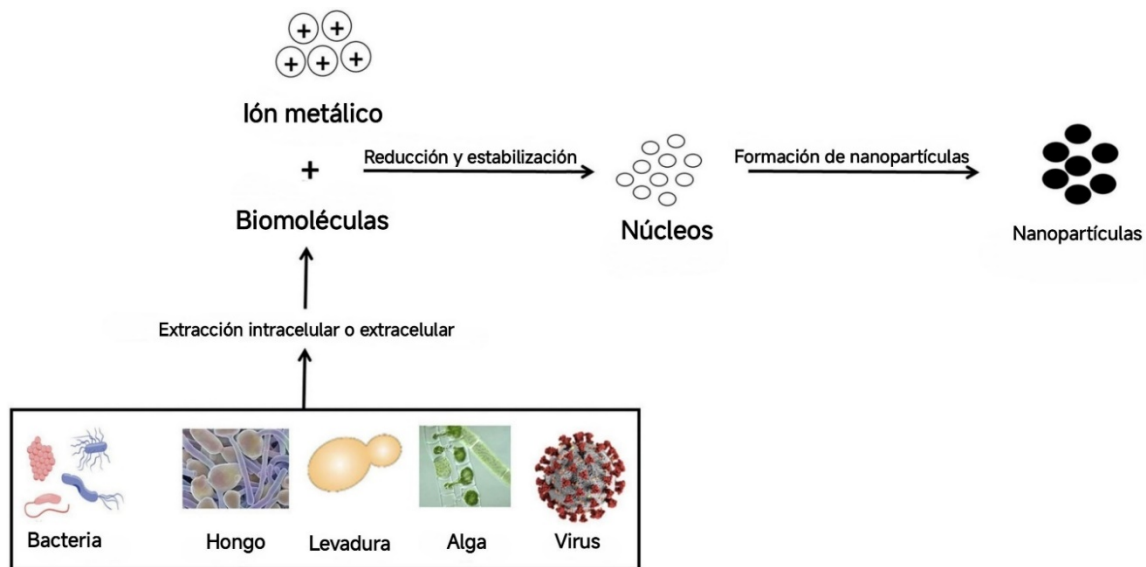 Ión metálico
+
Biomoléculas
Reducción y estabilización
Núcleos
Formación de nanopartículas
Nanopartículas
Extracción intracelular o extracelular
Bacteria
Hongo
Levadura
Alga
Virus